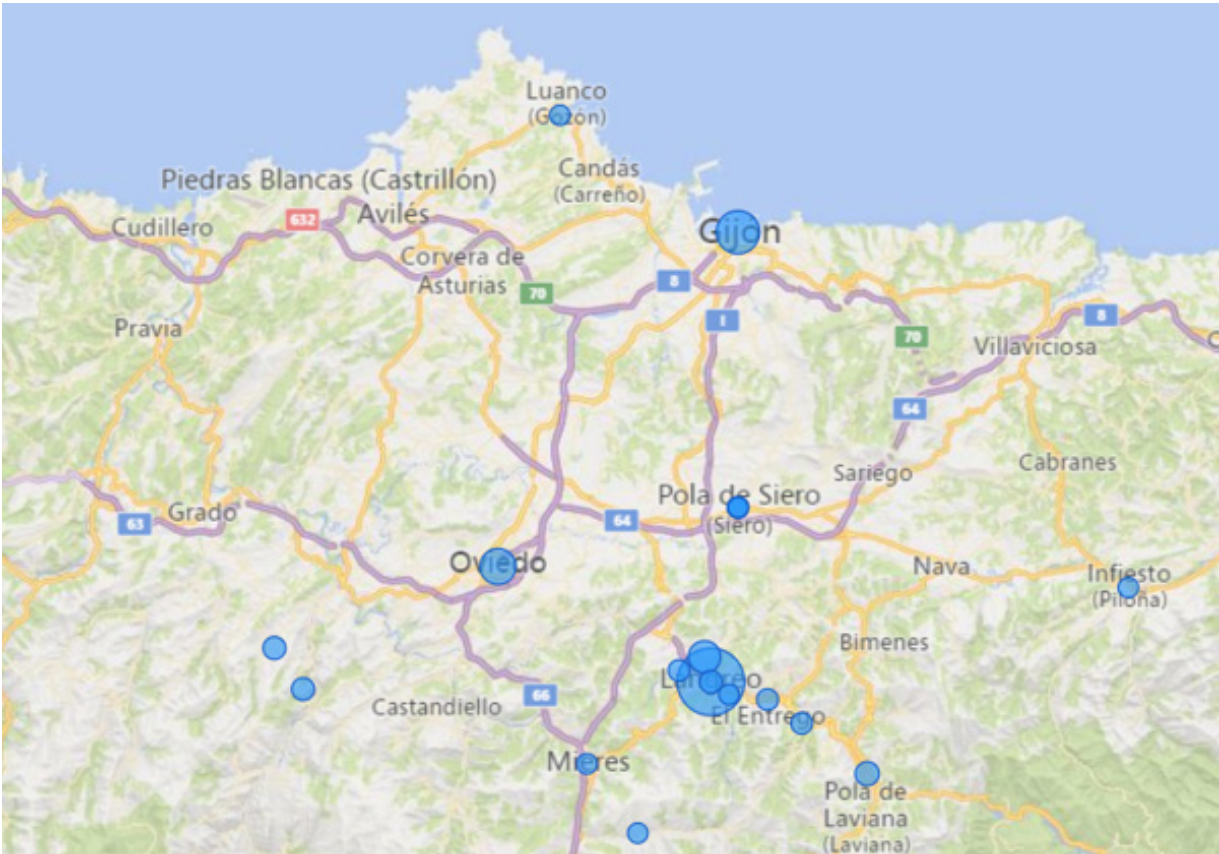 Luanco
(Gozón)
Candás
(Carreño)
Piedras Blancas (Castrillón)
632
Avilés
Cudillero
Gijón
Corvera de
Asturias
8
70
8
I
Pravia
70
Villaviciosa
64
Cabranes
Sariego
Pola de Siero
(Siero)
64
63
Grado
Oviedo
Nava
Infiesto
(Piloña)
Bimenes
Langreo
66
Castandiello
El Entrego
Mieres
Pola de
Laviana
(Laviana)